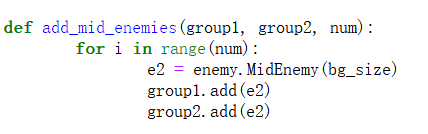 def add_mid_enemies(group1, group2, num):
        for i in range(num):
                e2 = enemy.MidEnemy(bg_size)
                group1.add(e2)
                group2.add(e2)